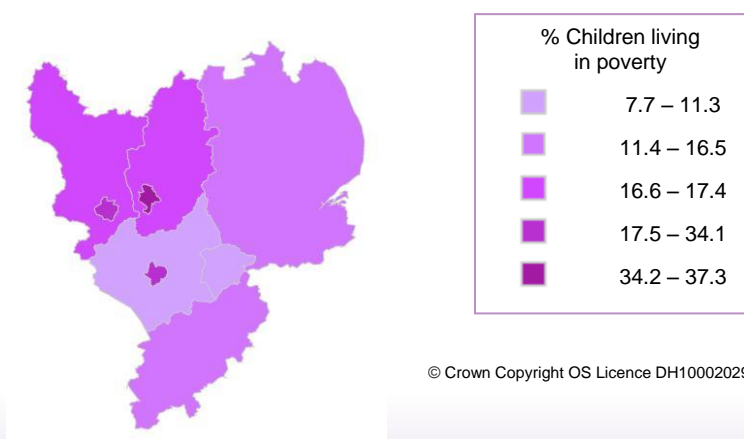 % Children living
in poverty
7.7 – 11.3
11.4 – 16.5
16.6 – 17.4
17.5 – 34.1
34.2 – 37.3
© Crown Copyright OS Licence DH10002029